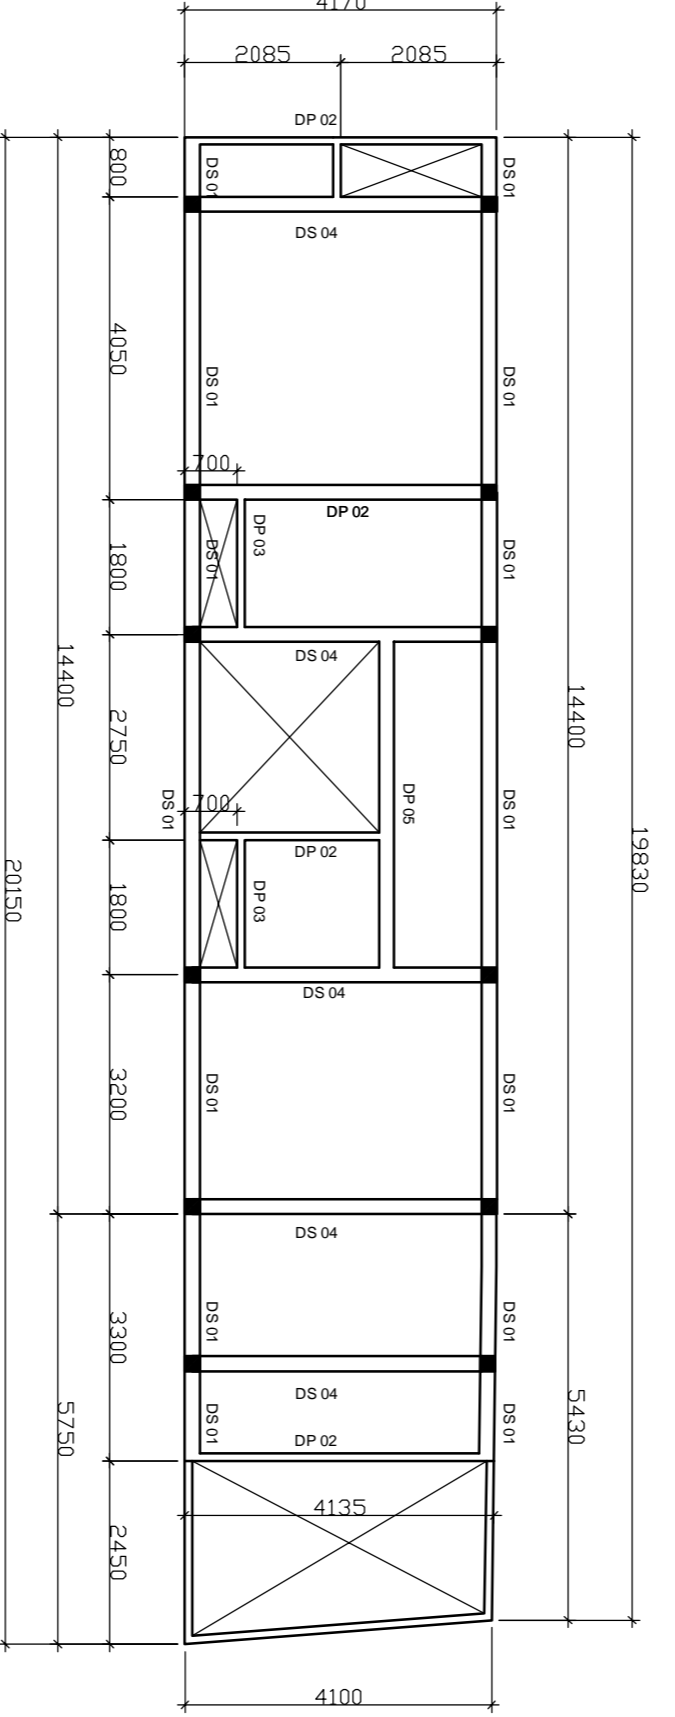 4170
2085 2085
DP 02
800 DS 01 DS 01
DS 04
4050 DS 01 DS 01
700
DP 02
DP 03
1800 DS 01 DS 01
14400 DS 04 14400
2750
DS 01 700 DP 05 DS 01
DP 02 19830
20150 1800 DP 03
DS 04
3200 DS 01 DS 01
DS 04
3300 DS 01 DS 01
DS 04
5750 DS 01 DS 01 5430
DP 02
4135
2450
4100